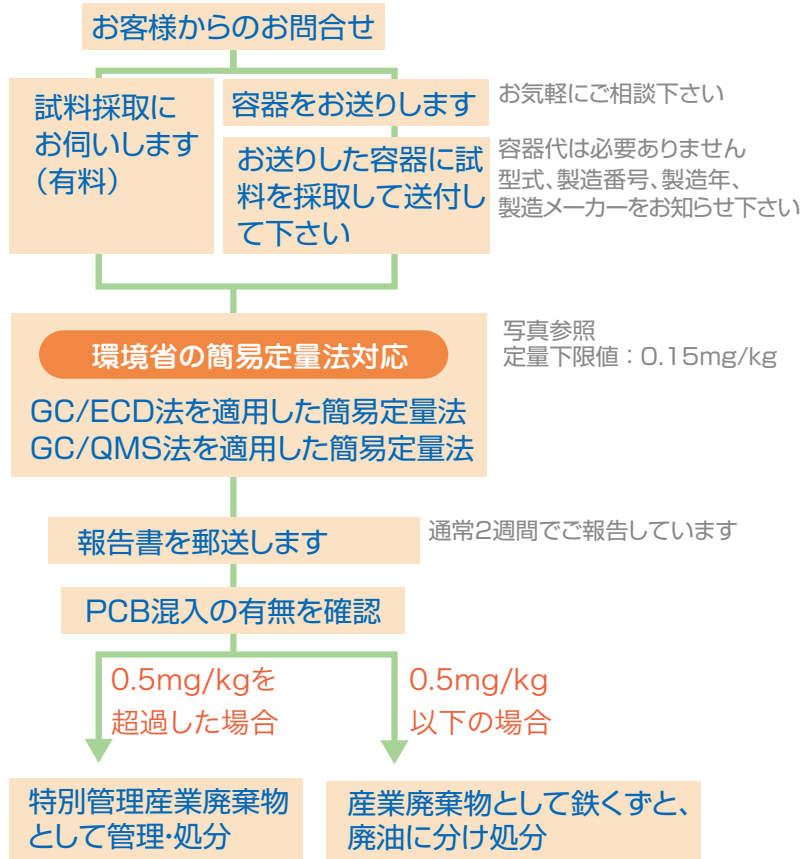 お客様からのお問合せ
試料採取に
お伺いします
（有料）
容器をお送りします
お気軽にご相談下さい
お送りした容器に試
料を採取して送付し
て下さい
容器代は必要ありません
型式、製造番号、製造年、
製造メーカーをお知らせ下さい
環境省の簡易定量法対応
GC/ECD法を適用した簡易定量法
GC/QMS法を適用した簡易定量法
写真参照
定量下限値：0.15mg/kg
報告書を郵送します
通常2週間でご報告しています
PCB混入の有無を確認
0.5mg/kgを
超過した場合
0.5mg/kg
以下の場合
特別管理産業廃棄物
として管理・処分
産業廃棄物として鉄くずと、
廃油に分け処分